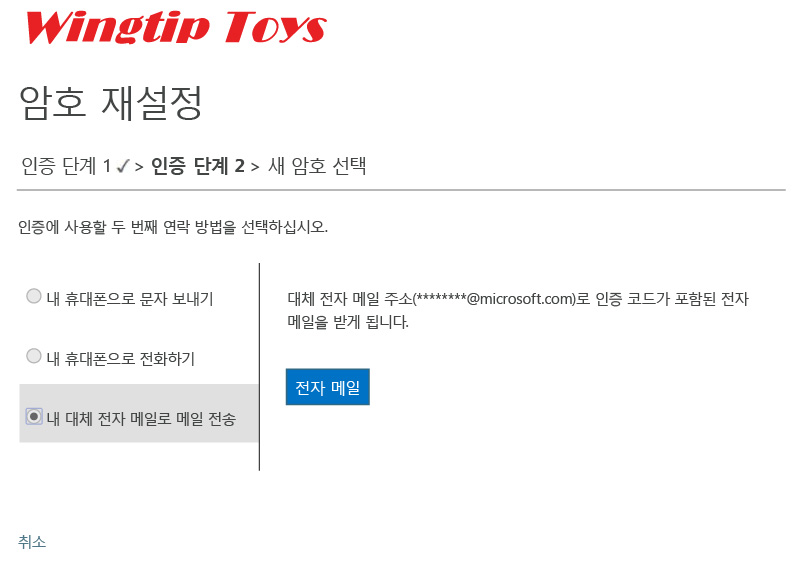 Wingtip Toys
암호 재설정
인증 단계 1 ✓ > 인증 단계 2 > 새 암호 선택
인증에 사용할 두 번째 연락 방법을 선택하십시오.
내 휴대폰으로 문자 보내기
내 휴대폰으로 전화하기
내 대체 전자 메일로 메일 전송
대체 전자 메일 주소(********@microsoft.com)로 인증 코드가 포함된 전자
메일을 받게 됩니다.
전자 메일
취소